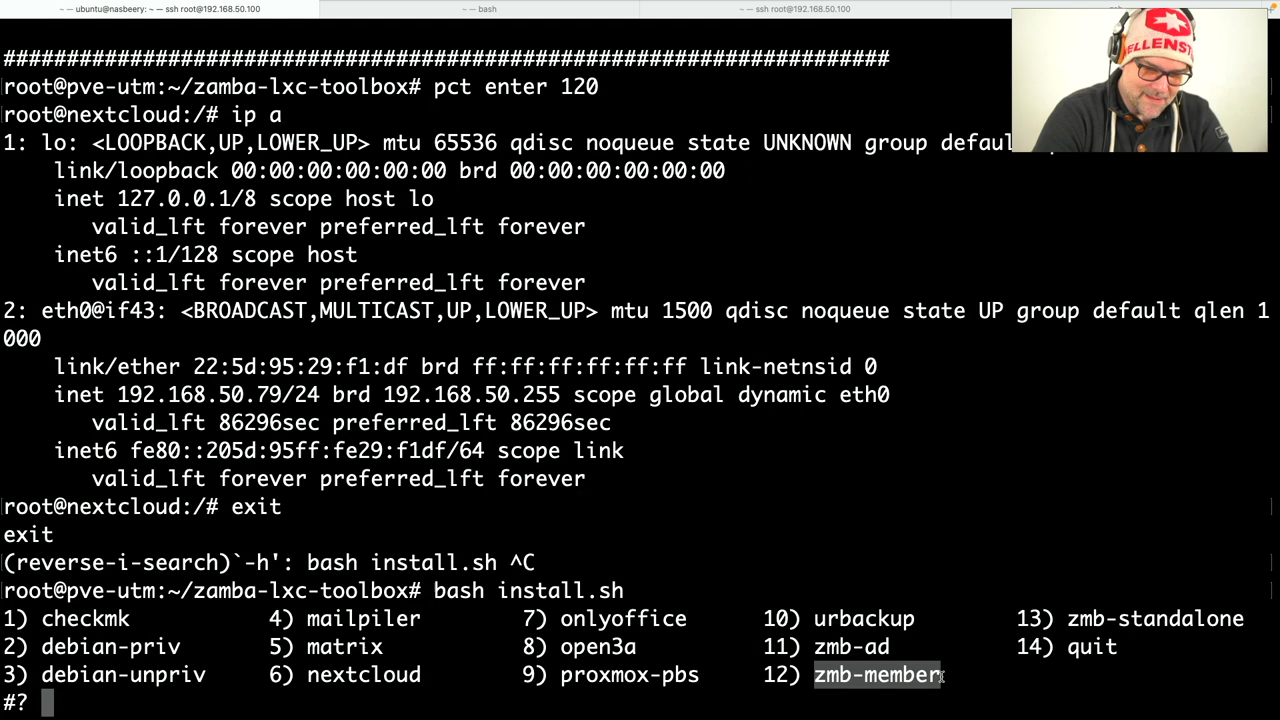 ~ — ubuntu@nasbeery: ~ — ssh root@192.168.50.100
~ — -bash
~ — ssh root@192.168.50.100
################################################################################
root@pve-utm:~/zamba-lxc-toolbox# pct enter 120
root@nextcloud:/# ip a
1: lo: <LOOPBACK,UP,LOWER_UP> mtu 65536 qdisc noqueue state UNKNOWN group defaul
link/loopback 00:00:00:00:00:00 brd 00:00:00:00:00:00
inet 127.0.0.1/8 scope host lo
valid_lft forever preferred_lft forever
inet6 ::1/128 scope host
valid_lft forever preferred_lft forever
2: eth0@if43: <BROADCAST,MULTICAST,UP,LOWER_UP> mtu 1500 qdisc noqueue state UP group default qlen 1
000
link/ether 22:5d:95:29:f1:df brd ff:ff:ff:ff:ff:ff link-netnsid 0
inet 192.168.50.79/24 brd 192.168.50.255 scope global dynamic eth0
valid_lft 86296sec preferred_lft 86296sec
inet6 fe80::205d:95ff:fe29:f1df/64 scope link
valid_lft forever preferred_lft forever
root@nextcloud:/# exit
exit
(reverse-i-search)`-h': bash install.sh ^C
root@pve-utm:~/zamba-lxc-toolbox# bash install.sh
1) checkmk 4) mailpiler 7) onlyoffice 10) urbackup 13) zmb-standalone
2) debian-priv 5) matrix 8) open3a 11) zmb-ad 14) quit
3) debian-unpriv 6) nextcloud 9) proxmox-pbs 12) zmb-member
#?
ELLENST